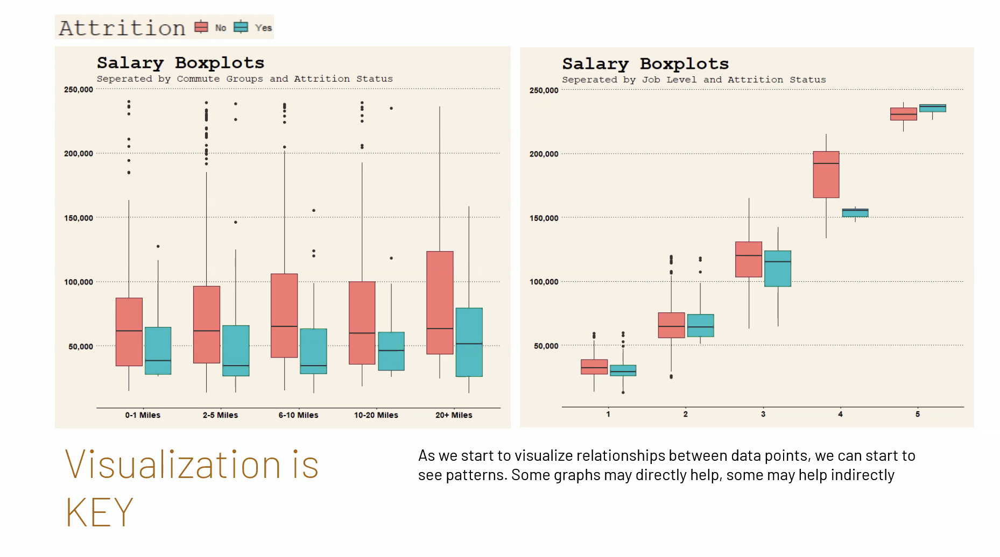 Attrition No Yes
Salary Boxplots
Seperated by Commute Groups and Attrition Status
250,000
200,000
150,000
100,000
50,000
0-1 Miles 2-5 Miles 6-10 Miles 10-20 Miles 20+ Miles
Salary Boxplots
Seperated by Job Level and Attrition Status
250,000
200,000
150,000
100,000
50,000
1 2 3 4 5
Visualization is
KEY
As we start to visualize relationships between data points, we can start to
see patterns. Some graphs may directly help, some may help indirectly